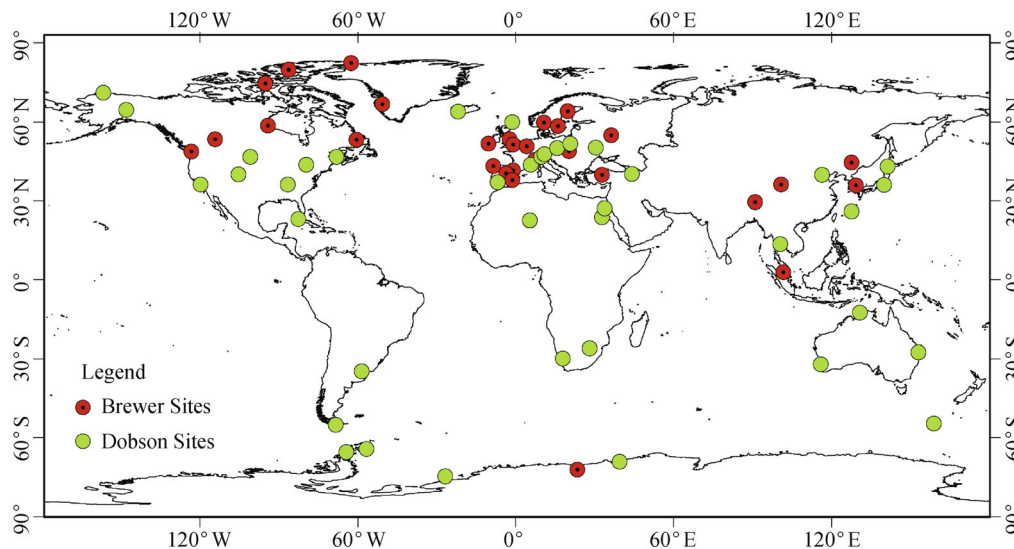 120° W 60° W 0° 60° E 120° E
90° 90°
60° N 60° N
30° N 30° N
0° 0°
30° S 30° S
Legend
Brewer Sites
Dobson Sites
60° S 60° S
90° 90°
120° W 60° W 0° 60° E 120° E